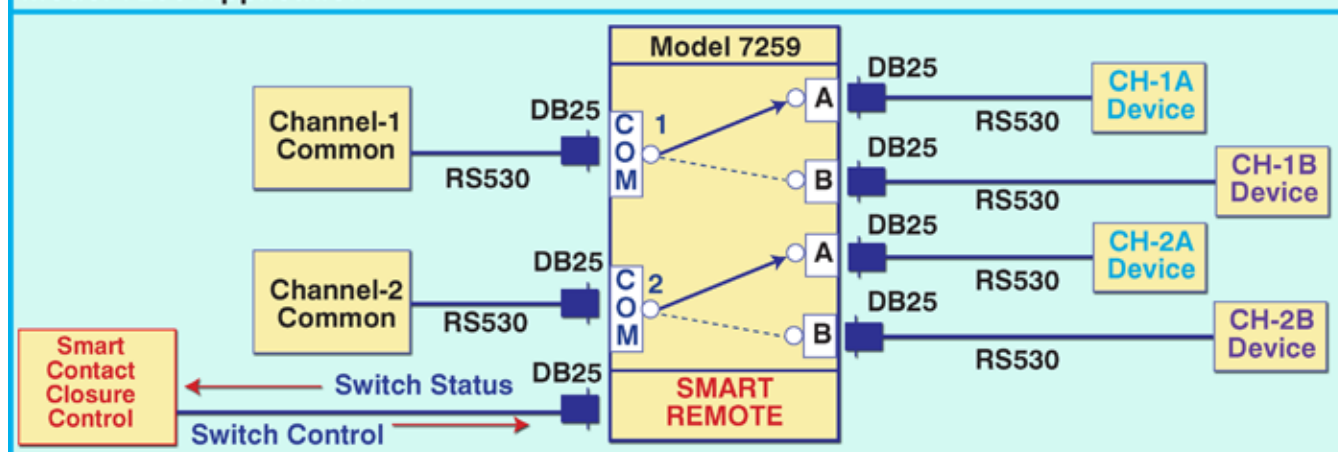 Model 7259
Channel-1
Common
DB25
RS530
C
O
M
1
A
B
DB25
RS530
CH-1A
Device
DB25
RS530
CH-1B
Device
Channel-2
Common
DB25
RS530
C
O
M
2
A
B
DB25
RS530
CH-2A
Device
DB25
RS530
CH-2B
Device
Smart
Contact
Closure
Control
Switch Status
Switch Control
DB25
SMART
REMOTE